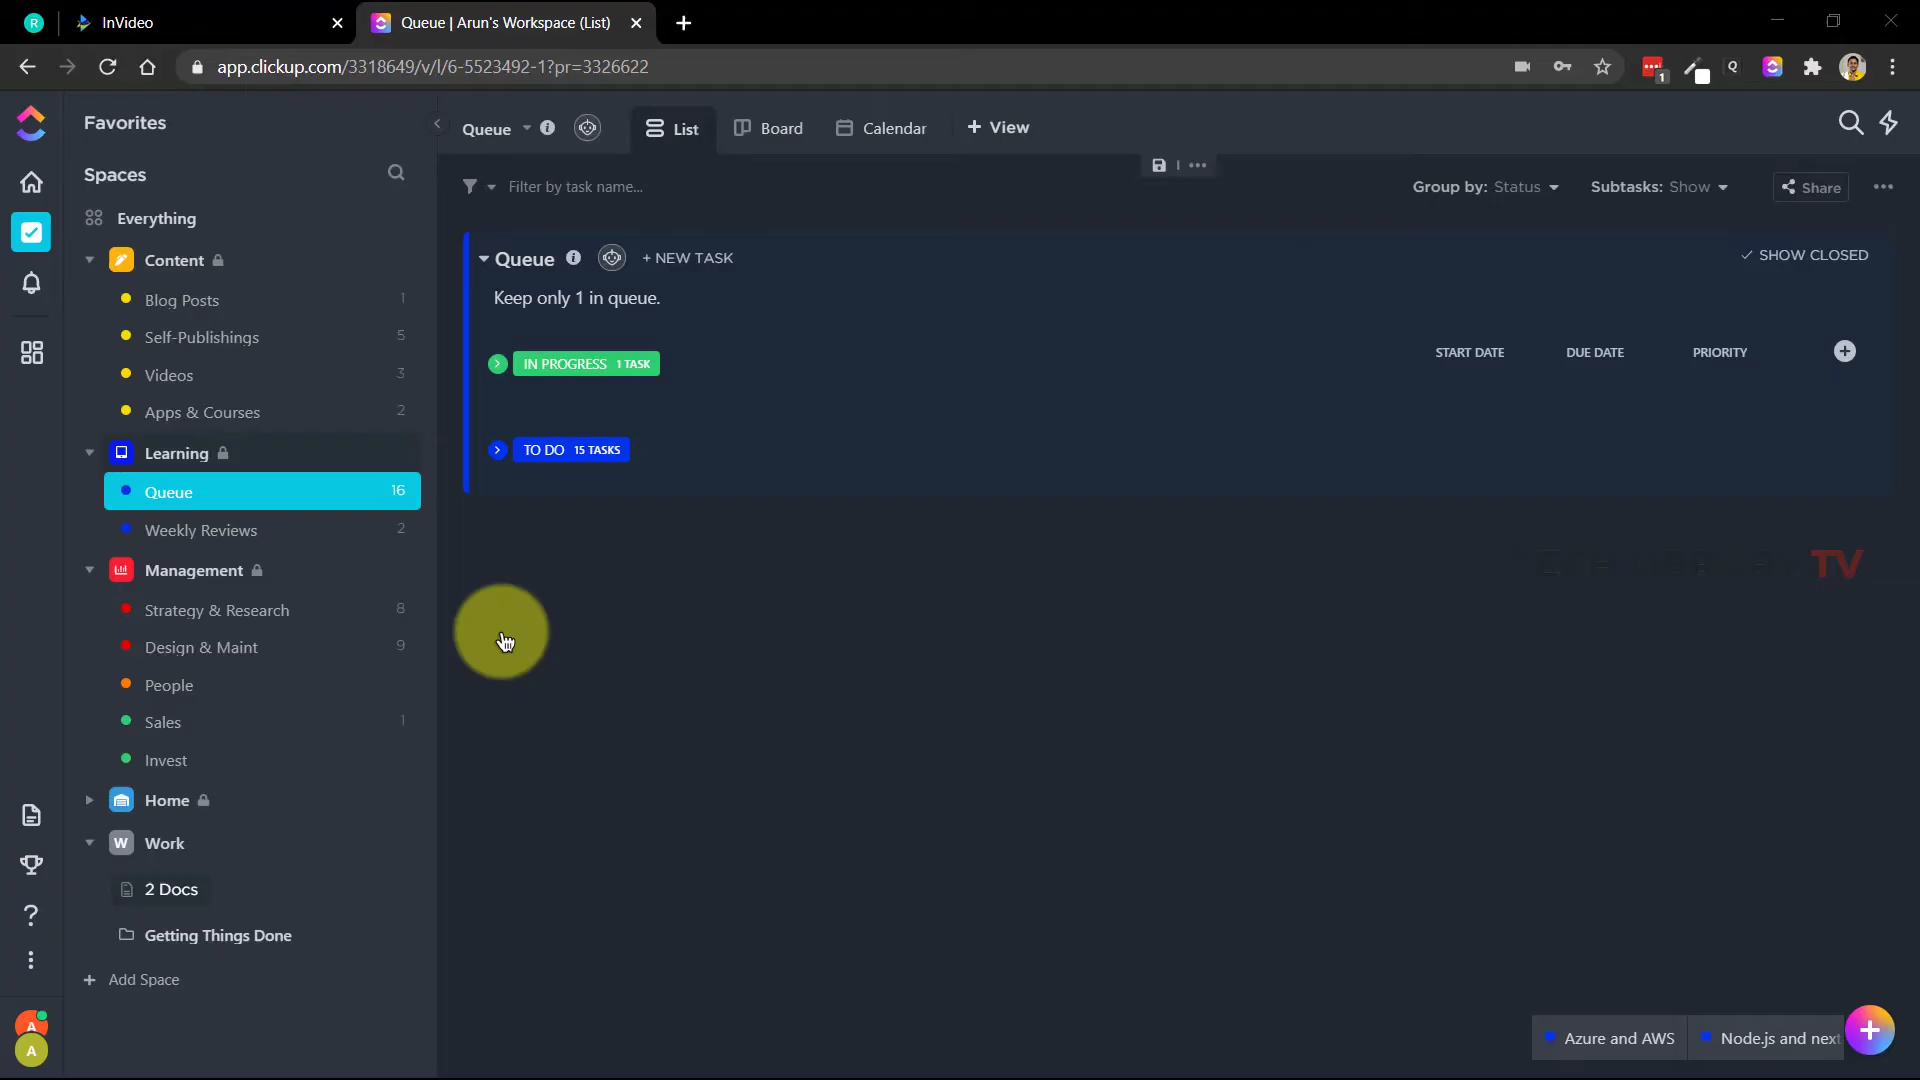 R
InVideo
Queue | Arun's Workspace (List)
app.clickup.com/3318649/v/l/6-5523492-1?pr=3326622
1
Q
Favorites
Spaces
Everything
Content
Blog Posts 1
Self-Publishings 5
Videos 3
Apps & Courses 2
Learning
Queue 16
Weekly Reviews 2
Management
Strategy & Research 8
Design & Maint 9
People
Sales 1
Invest
Home
W Work
2 Docs
Getting Things Done
+ Add Space
A
A
Queue
List
Board
Calendar
+ View
Filter by task name...
Group by: Status
Subtasks: Show
Share
Queue
+ NEW TASK
SHOW CLOSED
Keep only 1 in queue.
IN PROGRESS 1 TASK
START DATE
DUE DATE
PRIORITY
TO DO 15 TASKS
TV
Azure and AWS
Node.js and next